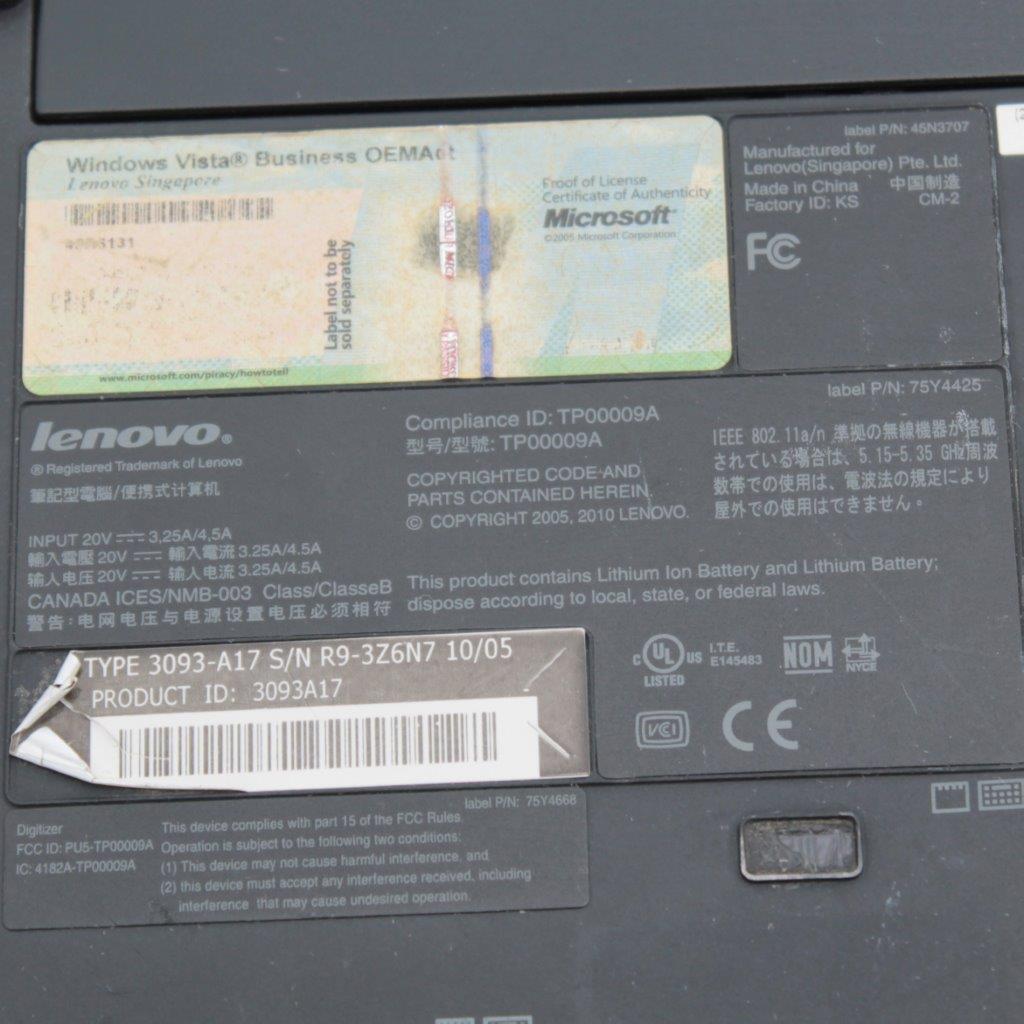 Windows Vista® Business OEMAct
Lenovo Singapore
Proof of License
Certificate of Authenticity
Microsoft®
©2005 Microsoft Corporation
Label not to be
sold separately
www.microsoft.com/piracy/howtotell
label P/N: 45N3707
Manufactured for
Lenovo(Singapore) Pte. Ltd.
Made in China 中国制造
Factory ID: KS CM-2
FC
label P/N: 75Y4425
lenovo®
® Registered Trademark of Lenovo
筆記型電腦/便携式计算机
INPUT 20V 3,25A/4,5A
輸入電壓 20V 輸入電流 3.25A/4.5A
输入电压 20V 输入电流 3.25A/4.5A
CANADA ICES/NMB-003 Class/ClasseB
警告:电网电压与电源设置电压必须相符
Compliance ID: TP00009A
型号/型號: TP00009A
COPYRIGHTED CODE AND
PARTS CONTAINED HEREIN
© COPYRIGHT 2005, 2010 LENOVO.
IEEE 802.11a/n 準拠の無線機器が搭載
されている場合は、5.15-5.35 GHz周波
数帯での使用は、電波法の規定により
屋外での使用はできません。
This product contains Lithium Ion Battery and Lithium Battery;
dispose according to local, state, or federal laws.
C UL US LISTED
I.T.E.
E145483
NOM
NYCE
VCI
CE
TYPE 3093-A17 S/N R9-3Z6N7 10/05
PRODUCT ID: 3093A17
label P/N: 75Y4668
Digitizer
FCC ID: PU5-TP00009A
IC: 4182A-TP00009A
This device complies with part 15 of the FCC Rules
Operation is subject to the following two conditions:
(1) This device may not cause harmful interference, and
(2) this device must accept any interference received, including
interference that may cause undesired operation.